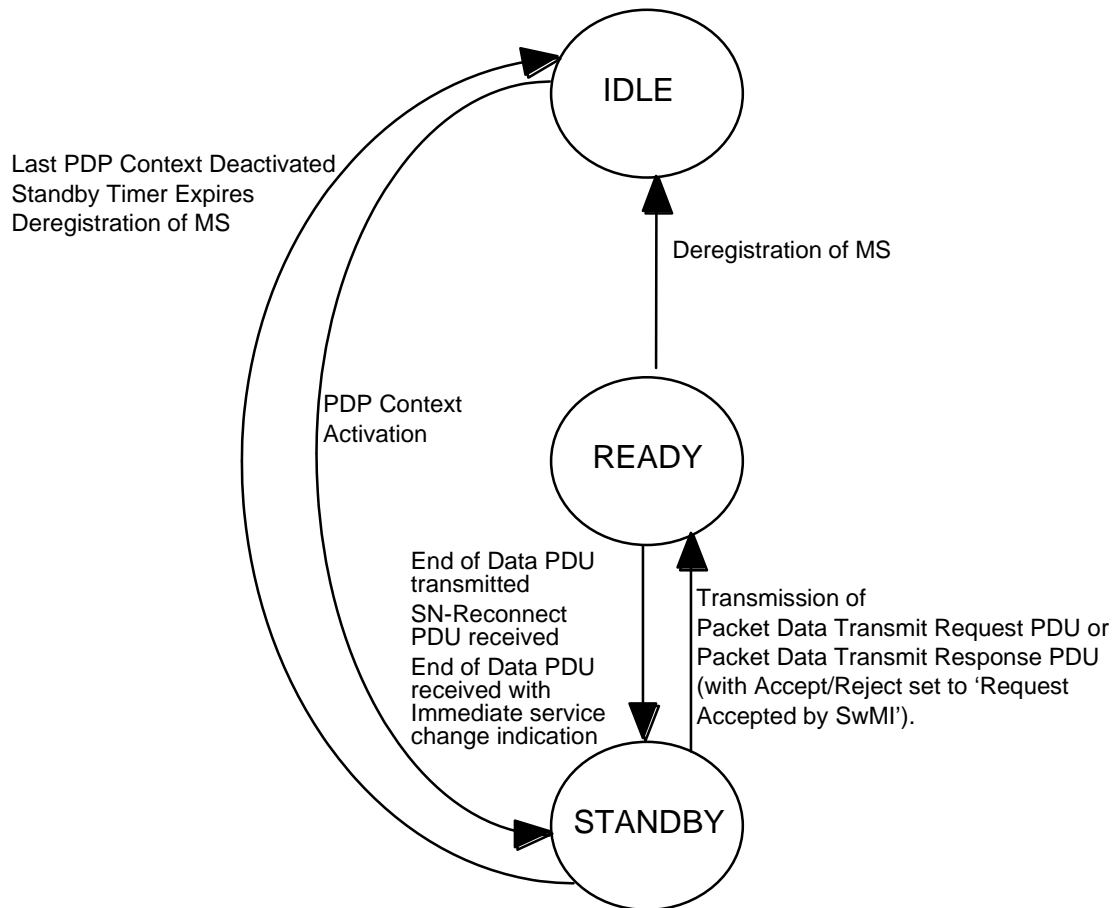 IDLE
Last PDP Context Deactivated
Standby Timer Expires
Deregistration of MS
Deregistration of MS
PDP Context
Activation
READY
End of Data PDU
transmitted
SN-Reconnect
PDU received
End of Data PDU
received with
Immediate service
change indication
Transmission of
Packet Data Transmit Request PDU or
Packet Data Transmit Response PDU
(with Accept/Reject set to ‘Request
Accepted by SwMI’).
STANDBY